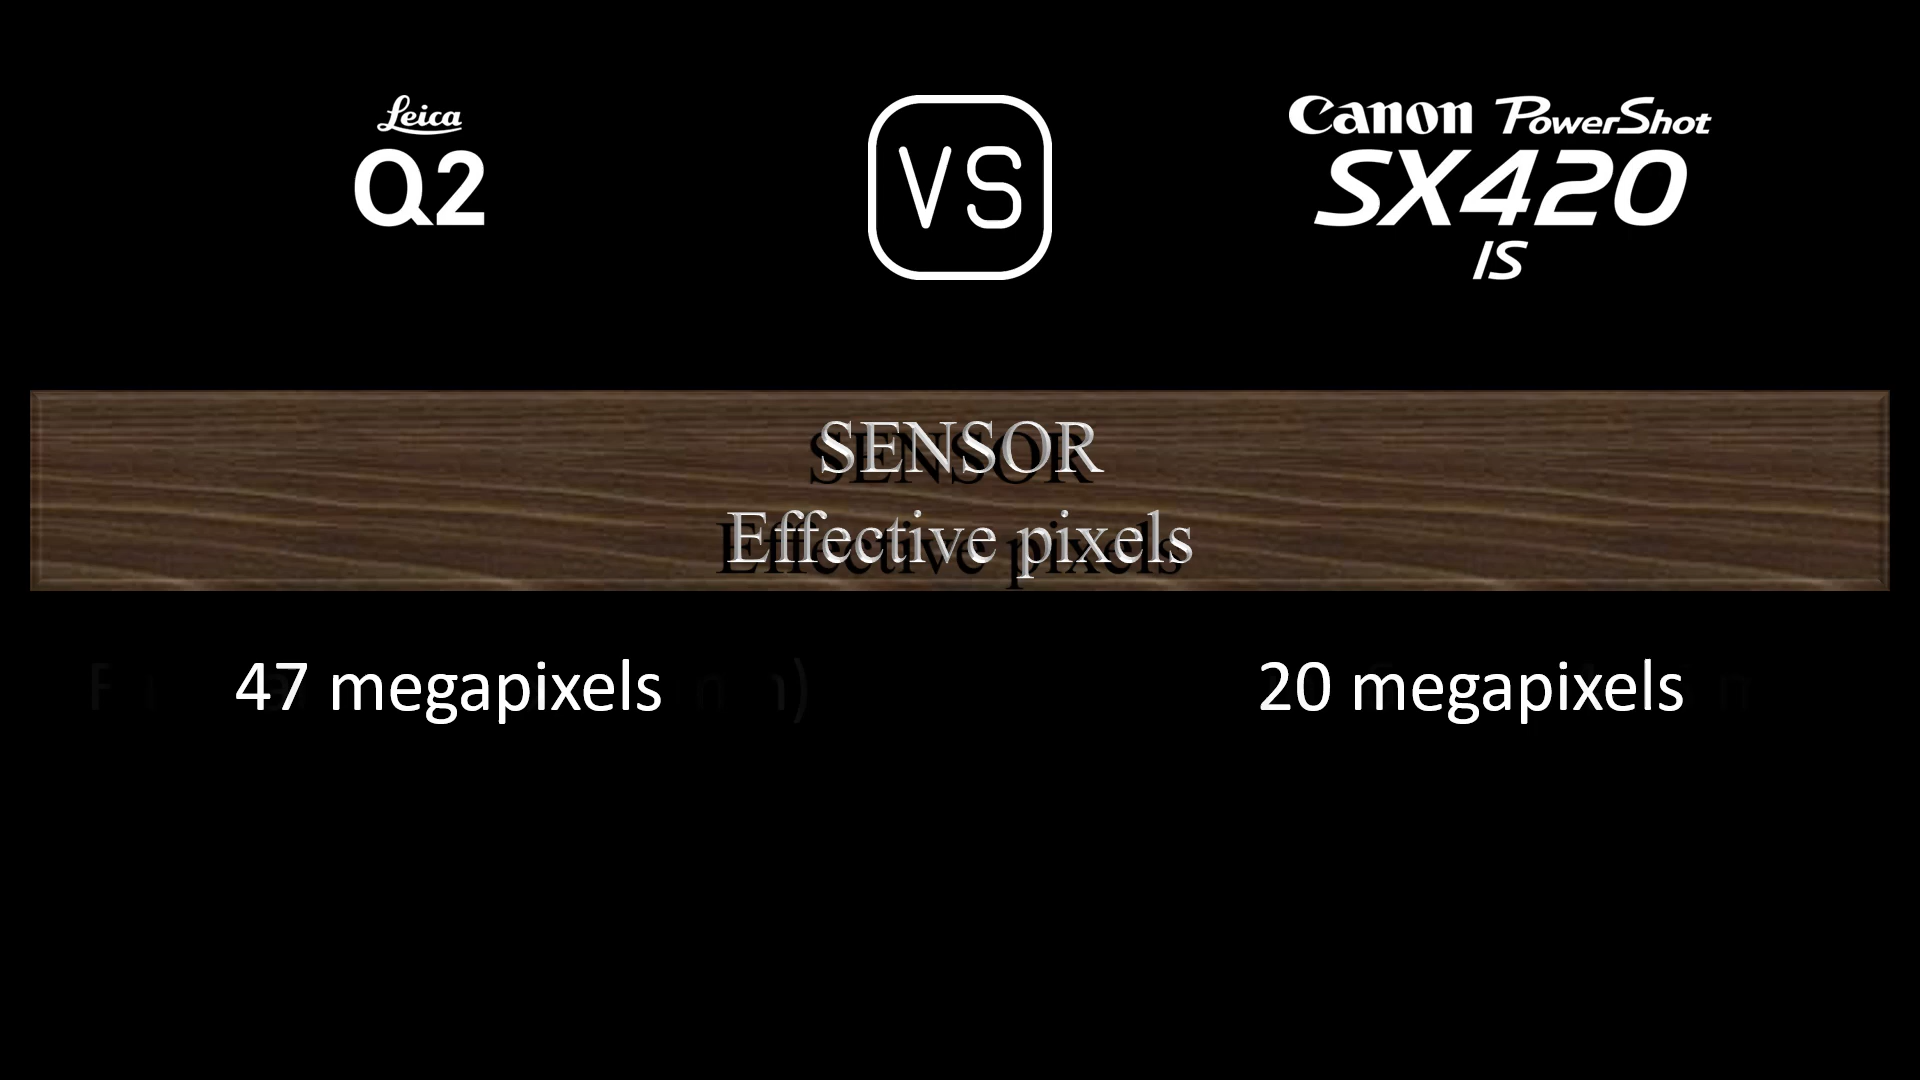 Leica
Q2
VS
Canon PowerShot
SX420
IS
SENSOR
Effective pixels
47 megapixels
20 megapixels